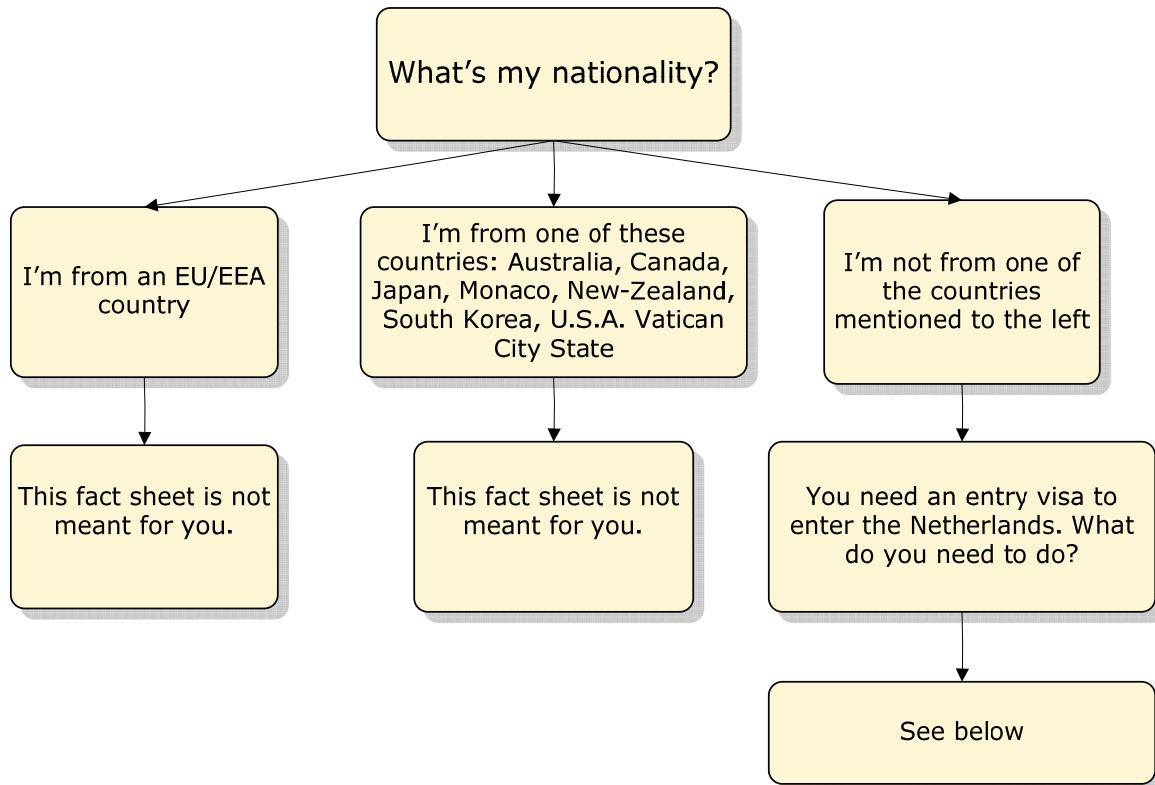 What’s my nationality?
I’m from an EU/EEA
country
I’m from one of these
countries: Australia, Canada,
Japan, Monaco, New-Zealand,
South Korea, U.S.A. Vatican
City State
I’m not from one of
the countries
mentioned to the left
This fact sheet is not
meant for you.
This fact sheet is not
meant for you.
You need an entry visa to
enter the Netherlands. What
do you need to do?
See below